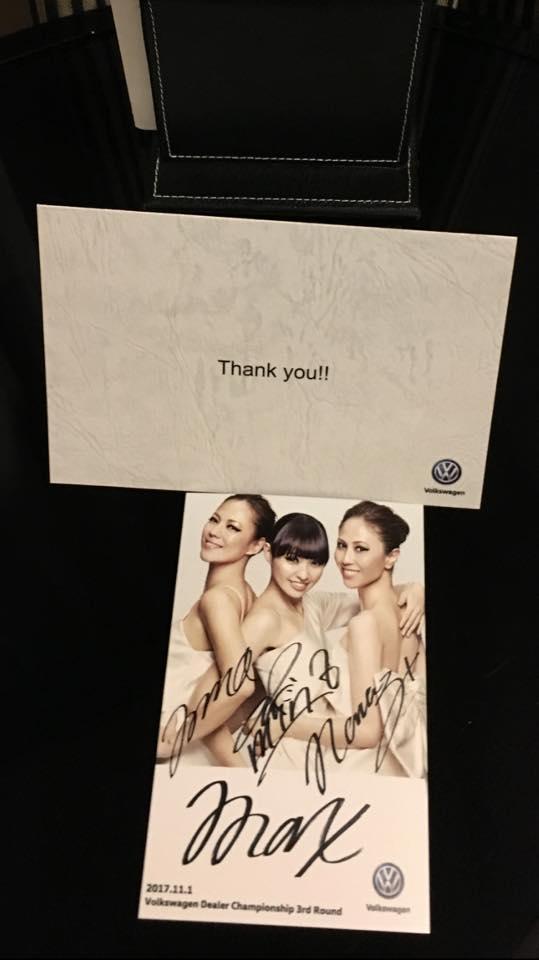 Thank you!!
Volkswagen
max
2017.11.1
Volkswagen Dealer Championship 3rd Round
Volkswagen